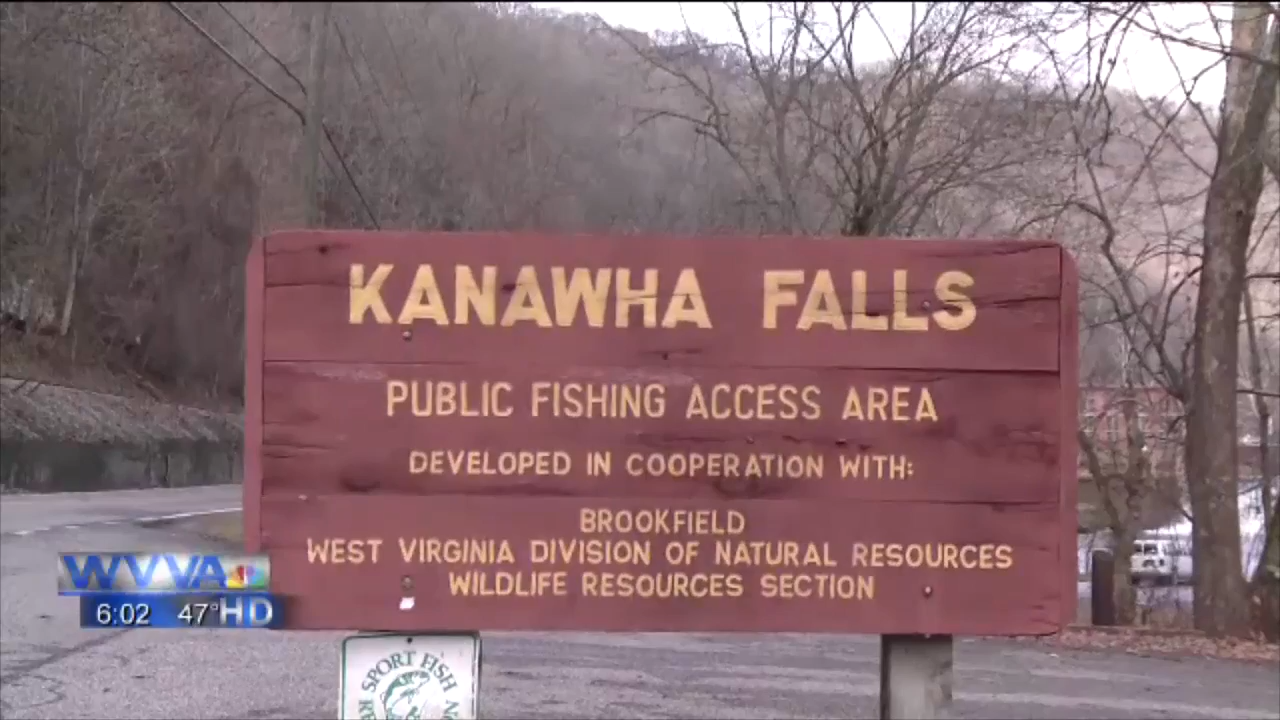 KANAWHA FALLS
PUBLIC FISHING ACCESS AREA
DEVELOPED IN COOPERATION WITH:
BROOKFIELD
WEST VIRGINIA DIVISION OF NATURAL RESOURCES
WILDLIFE RESOURCES SECTION
WVVA
6:02 47° HD
SPORT FISH